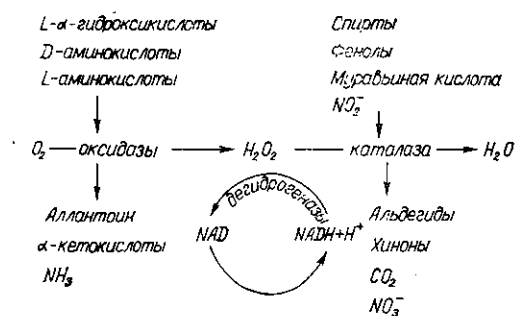 L-α-гидроксикислоты
D-аминокислоты
L-аминокислоты
Спирты
Фенолы
Муравьиная кислота
NO₂⁻
O₂ — оксидазы → H₂O₂ — каталаза → H₂O
дегидрогеназы
Аллантоин
α-кетокислоты
NH₃
NAD
NADH+H⁺
Альдегиды
Хиноны
CO₂
NO₃⁻